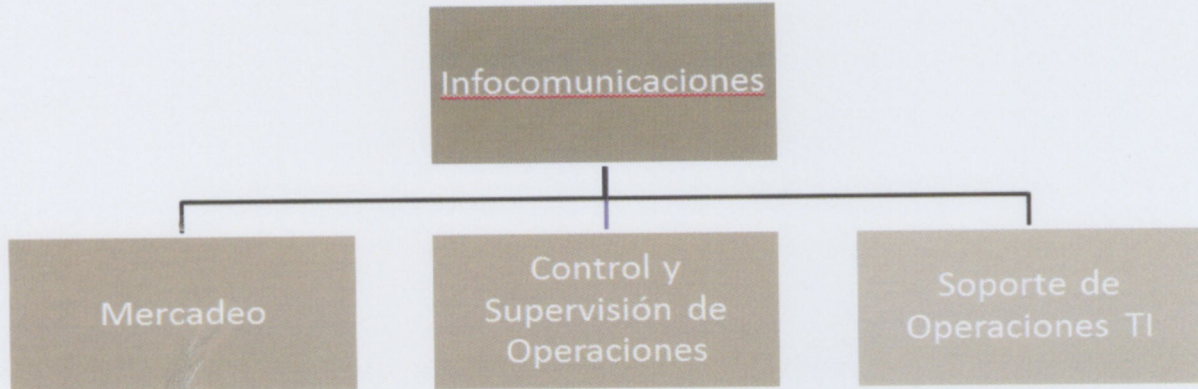 Infocomunicaciones
Mercadeo
Control y
Supervisión de
Operaciones
Soporte de
Operaciones TI